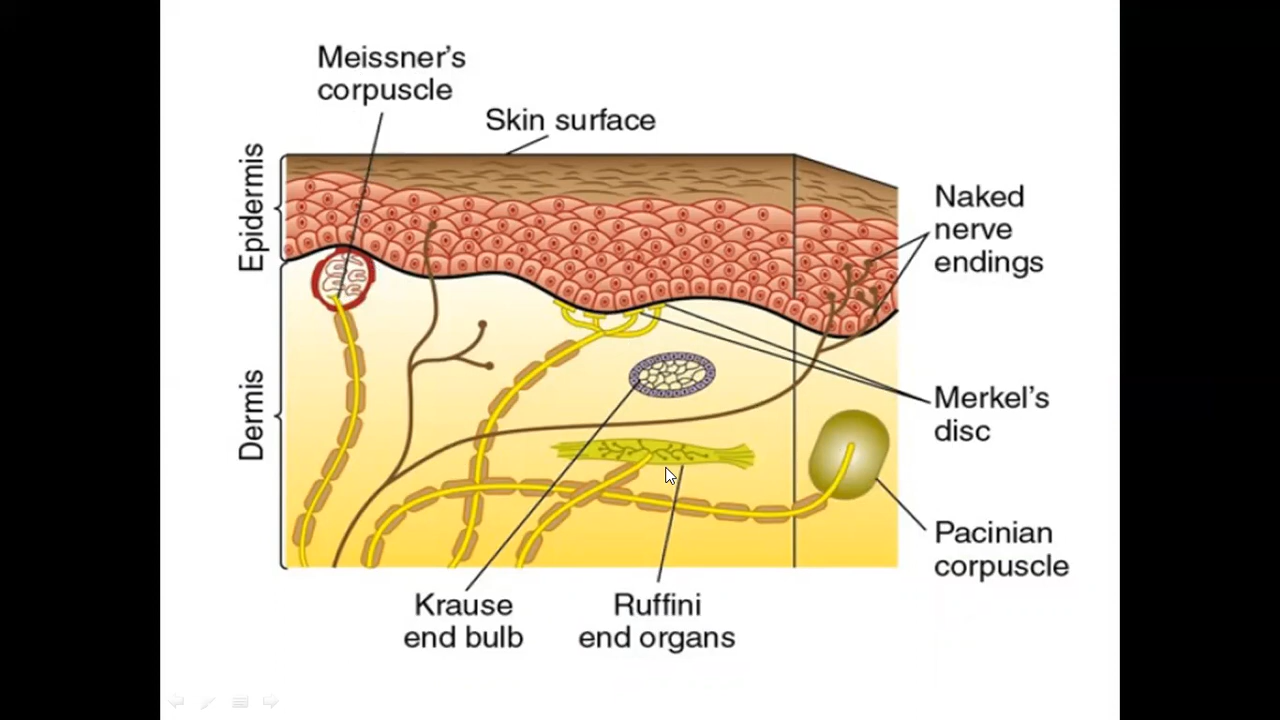 Meissner's
corpuscle
Skin surface
Epidermis
Naked
nerve
endings
Dermis
Merkel's
disc
Pacinian
corpuscle
Krause
end bulb
Ruffini
end organs